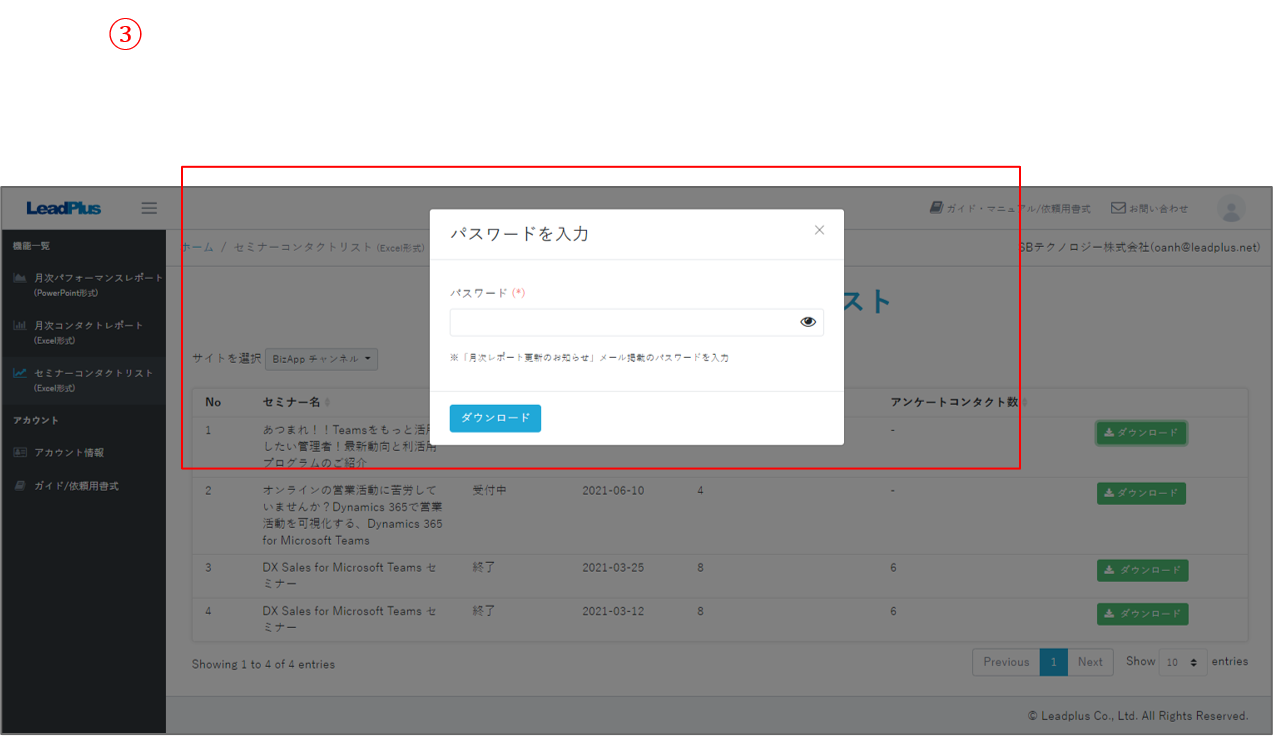 ③
LeadPlus
ガイド・マニュアル/依頼用書式
お問い合わせ
機能一覧
月次パフォーマンスレポート
(PowerPoint形式)
月次コンタクトレポート
(Excel形式)
セミナーコンタクトリスト
(Excel形式)
アカウント
アカウント情報
ガイド/依頼用書式
ホーム / セミナーコンタクトリスト (Excel形式)
SBテクノロジー株式会社(oanh@leadplus.net)
スト
パスワードを入力
×
パスワード (*)
※「月次レポート更新のお知らせ」メール掲載のパスワードを入力
ダウンロード
サイトを選択 BizApp チャンネル
No セミナー名 アンケートコンタクト数
1 あつまれ！！Teamsをもっと活用 - ダウンロード
したい管理者！最新動向と利活用
プログラムのご紹介
2 オンラインの営業活動に苦労して 受付中 2021-06-10 4 - ダウンロード
いませんか？Dynamics 365で営業
活動を可視化する、Dynamics 365
for Microsoft Teams
3 DX Sales for Microsoft Teams セ 終了 2021-03-25 8 6 ダウンロード
ミナー
4 DX Sales for Microsoft Teams セ 終了 2021-03-12 8 6 ダウンロード
ミナー
Showing 1 to 4 of 4 entries
Previous 1 Next Show 10 entries
© Leadplus Co., Ltd. All Rights Reserved.